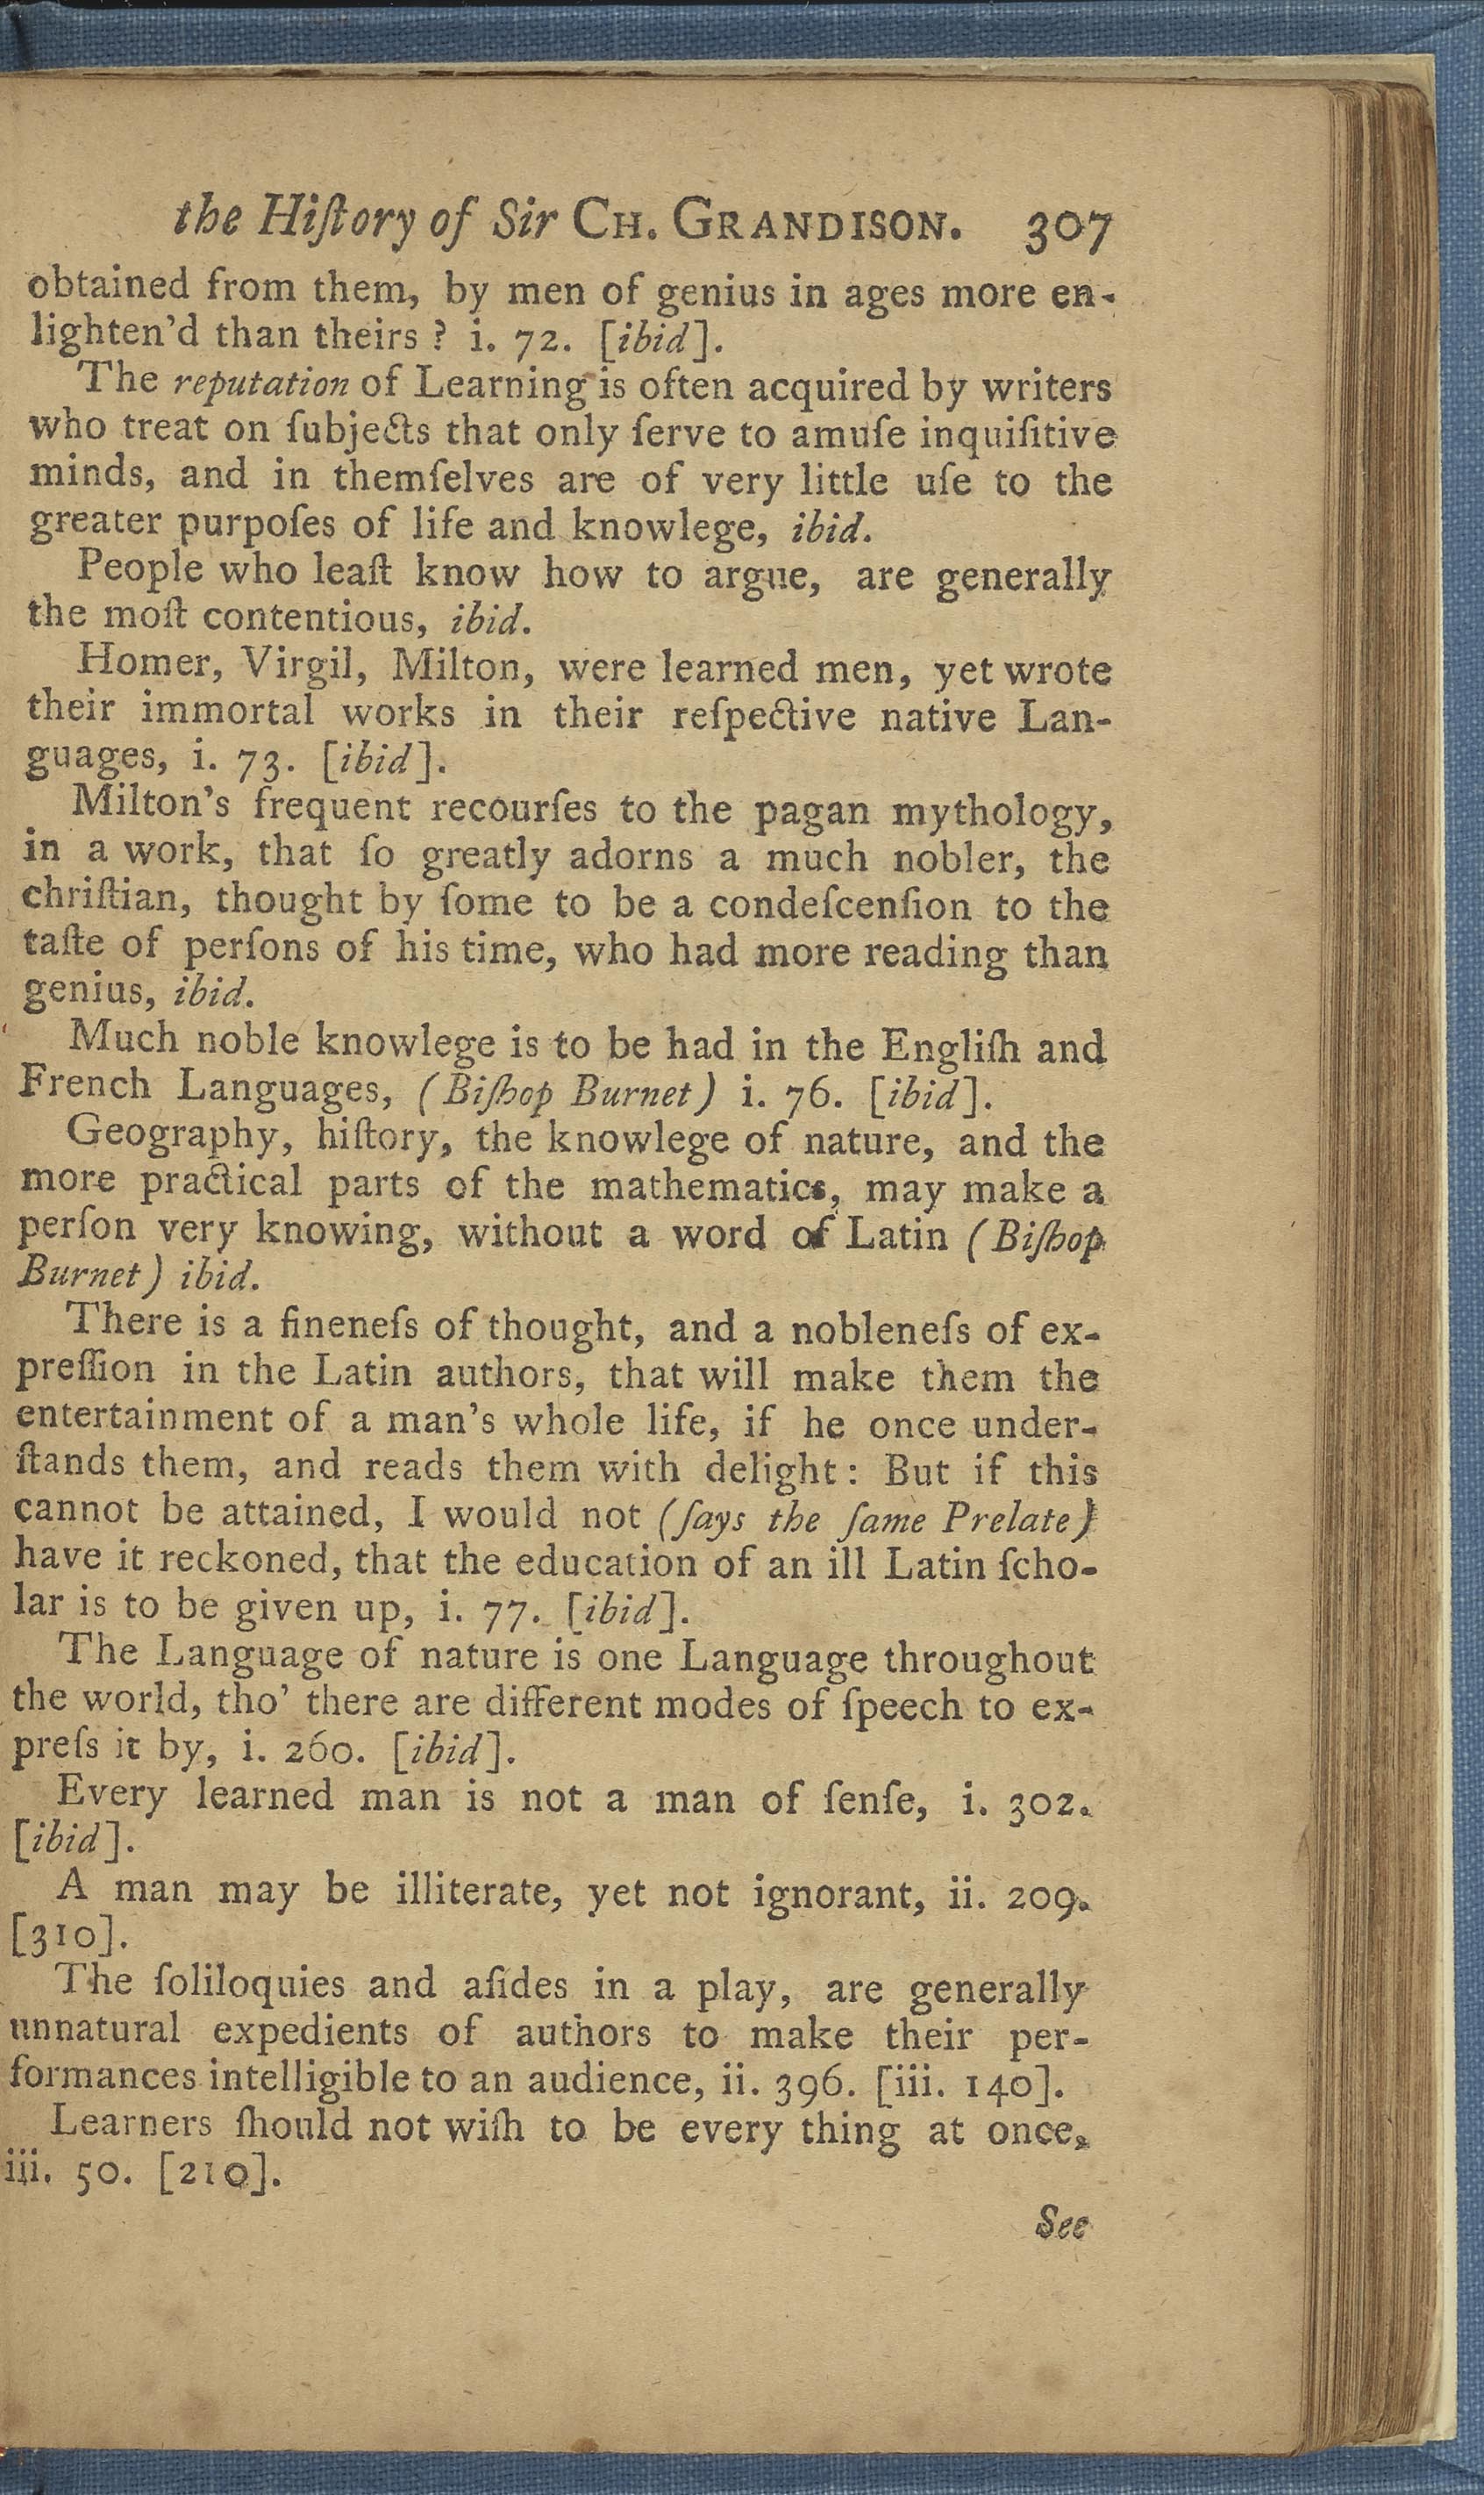 the Hiſtory of Sir CH. GRANDISON. 307
obtained from them, by men of genius in ages more en-
lighten'd than theirs ? i. 72. [ibid].
The reputation of Learning is often acquired by writers
who treat on ſubjects that only ſerve to amuſe inquiſitive
minds, and in themſelves are of very little uſe to the
greater purpoſes of life and knowlege, ibid.
People who leaſt know how to argue, are generally
the moſt contentious, ibid.
Homer, Virgil, Milton, were learned men, yet wrote
their immortal works in their reſpective native Lan-
guages, i. 73. [ibid].
Milton's frequent recourſes to the pagan mythology,
in a work, that ſo greatly adorns a much nobler, the
chriſtian, thought by ſome to be a condeſcenſion to the
taſte of perſons of his time, who had more reading than
genius, ibid.
Much noble knowlege is to be had in the Engliſh and
French Languages, (Biſhop Burnet) i. 76. [ibid].
Geography, hiſtory, the knowlege of nature, and the
more practical parts of the mathematics, may make a
perſon very knowing, without a word of Latin (Biſhop
Burnet) ibid.
There is a fineneſs of thought, and a nobleneſs of ex-
preſſion in the Latin authors, that will make them the
entertainment of a man's whole life, if he once under-
ſtands them, and reads them with delight: But if this
cannot be attained, I would not (ſays the ſame Prelate)
have it reckoned, that the education of an ill Latin ſcho-
lar is to be given up, i. 77. [ibid].
The Language of nature is one Language throughout
the world, tho' there are different modes of ſpeech to ex-
preſs it by, i. 260. [ibid].
Every learned man is not a man of ſenſe, i. 302.
[ibid].
A man may be illiterate, yet not ignorant, ii. 209.
[310].
The ſoliloquies and aſides in a play, are generally
unnatural expedients of authors to make their per-
formances intelligible to an audience, ii. 396. [iii. 140].
Learners ſhould not wiſh to be every thing at once,
iii. 50. [210].
See